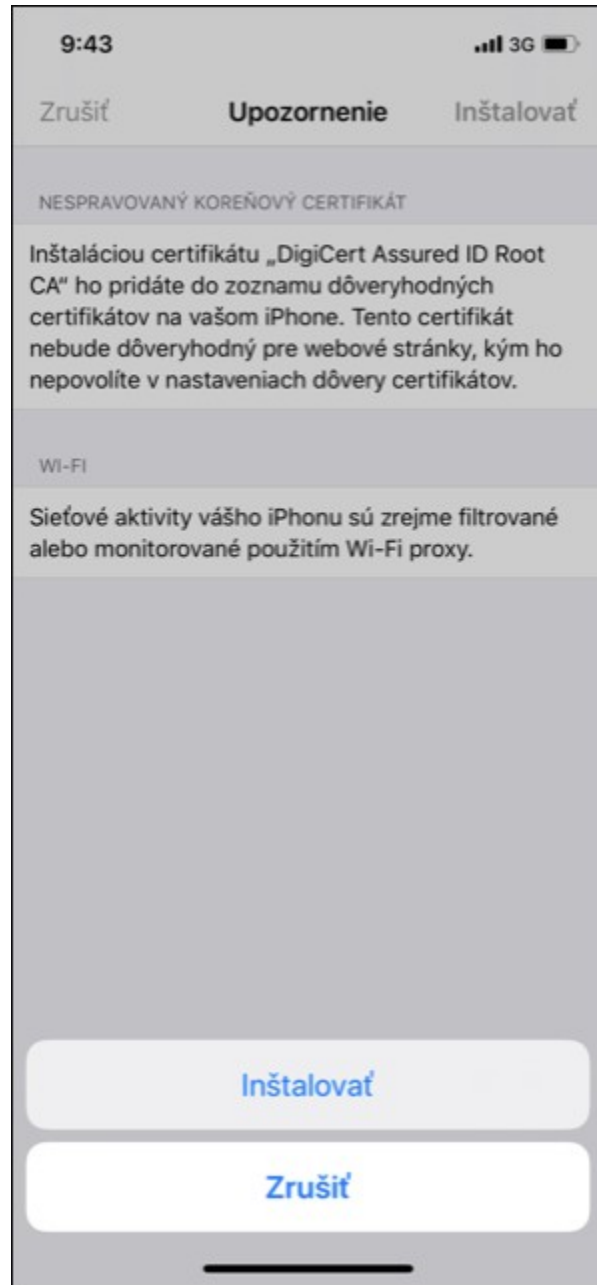 9:43
3G
Zrušiť Upozornenie Inštalovať
NESPRAVOVANÝ KOREŇOVÝ CERTIFIKÁT
Inštaláciou certifikátu „DigiCert Assured ID Root
CA“ ho pridáte do zoznamu dôveryhodných
certifikátov na vašom iPhone. Tento certifikát
nebude dôveryhodný pre webové stránky, kým ho
nepovolíte v nastaveniach dôvery certifikátov.
WI-FI
Sieťové aktivity vášho iPhonu sú zrejme filtrované
alebo monitorované použitím Wi-Fi proxy.
Inštalovať
Zrušiť